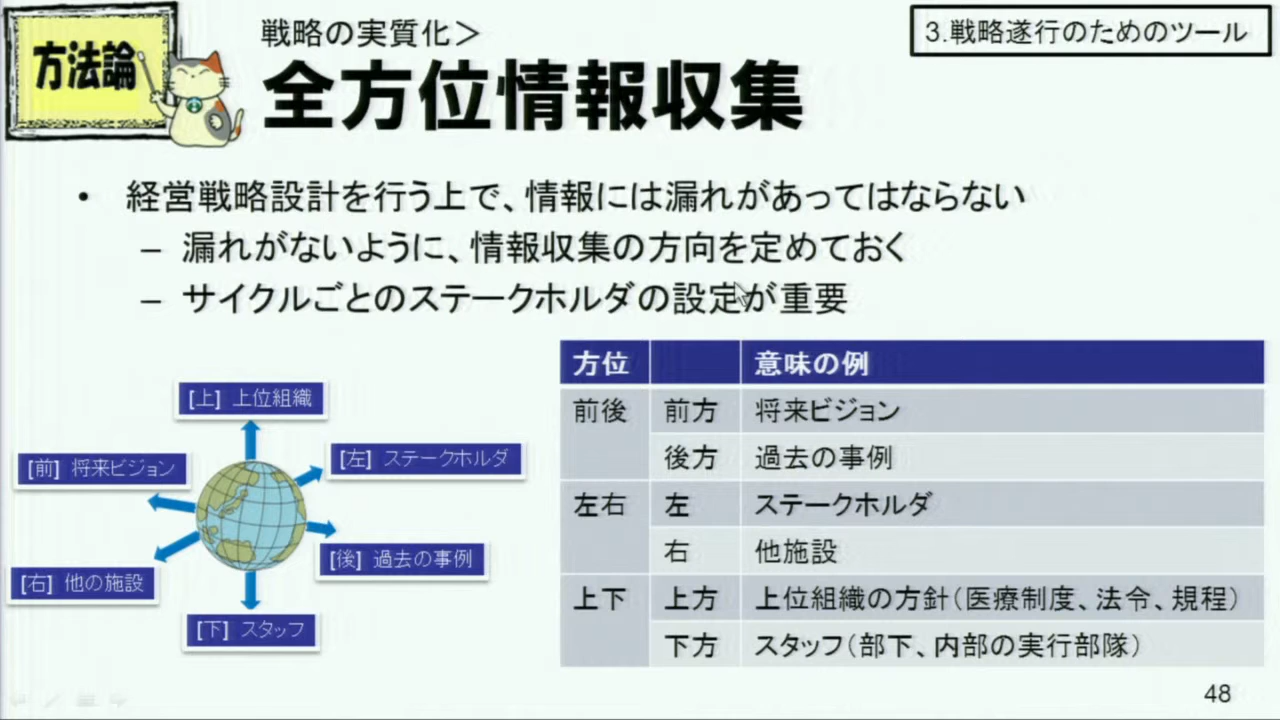 方法論
戦略の実質化＞
3.戦略遂行のためのツール
全方位情報収集
• 経営戦略設計を行う上で、情報には漏れがあってはならない
– 漏れがないように、情報収集の方向を定めておく
– サイクルごとのステークホルダの設定が重要
[上] 上位組織
[前] 将来ビジョン
[左] ステークホルダ
[後] 過去の事例
[右] 他の施設
[下] スタッフ
方位 意味の例
前後 前方 将来ビジョン
後方 過去の事例
左右 左 ステークホルダ
右 他施設
上下 上方 上位組織の方針（医療制度、法令、規程）
下方 スタッフ（部下、内部の実行部隊）
48